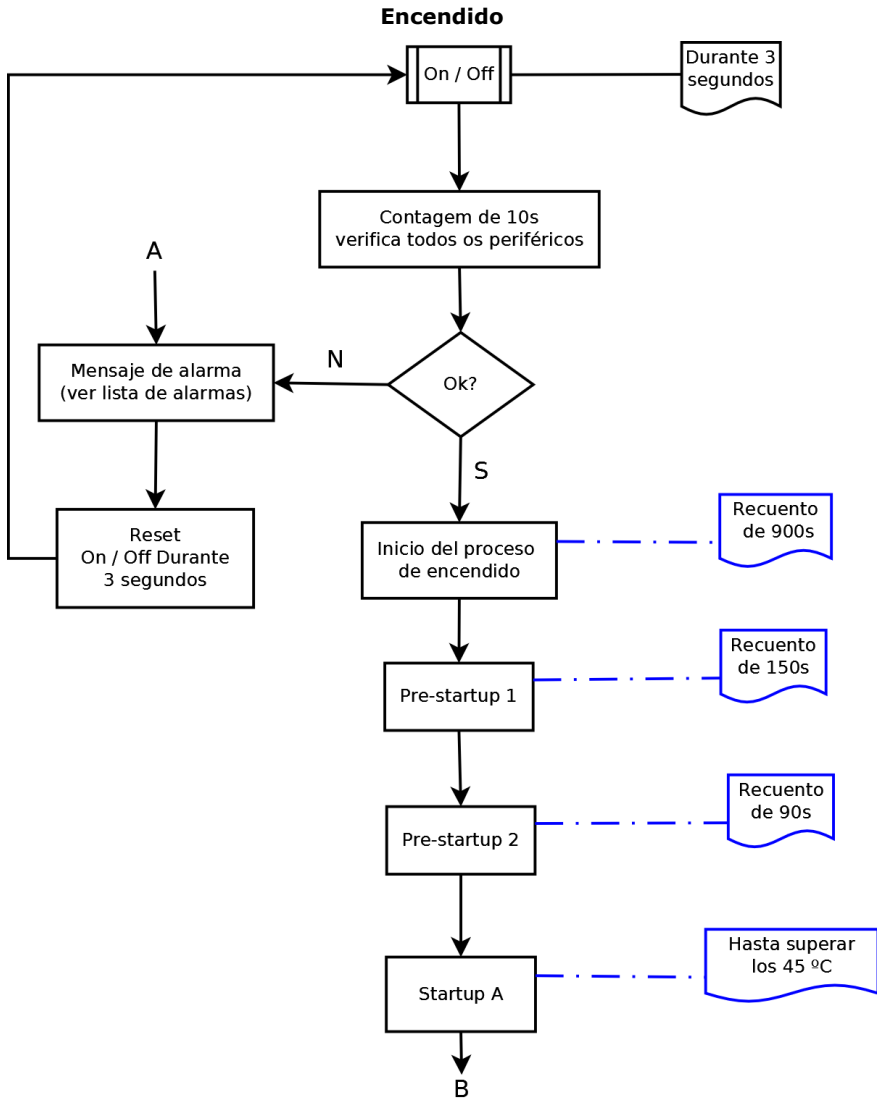 Encendido
On / Off
Durante 3
segundos
Contagem de 10s
verifica todos os periféricos
A
Mensaje de alarma
(ver lista de alarmas)
N
Ok?
S
Reset
On / Off Durante
3 segundos
Inicio del proceso
de encendido
Recuento
de 900s
Pre-startup 1
Recuento
de 150s
Pre-startup 2
Recuento
de 90s
Startup A
Hasta superar
los 45 ºC
B